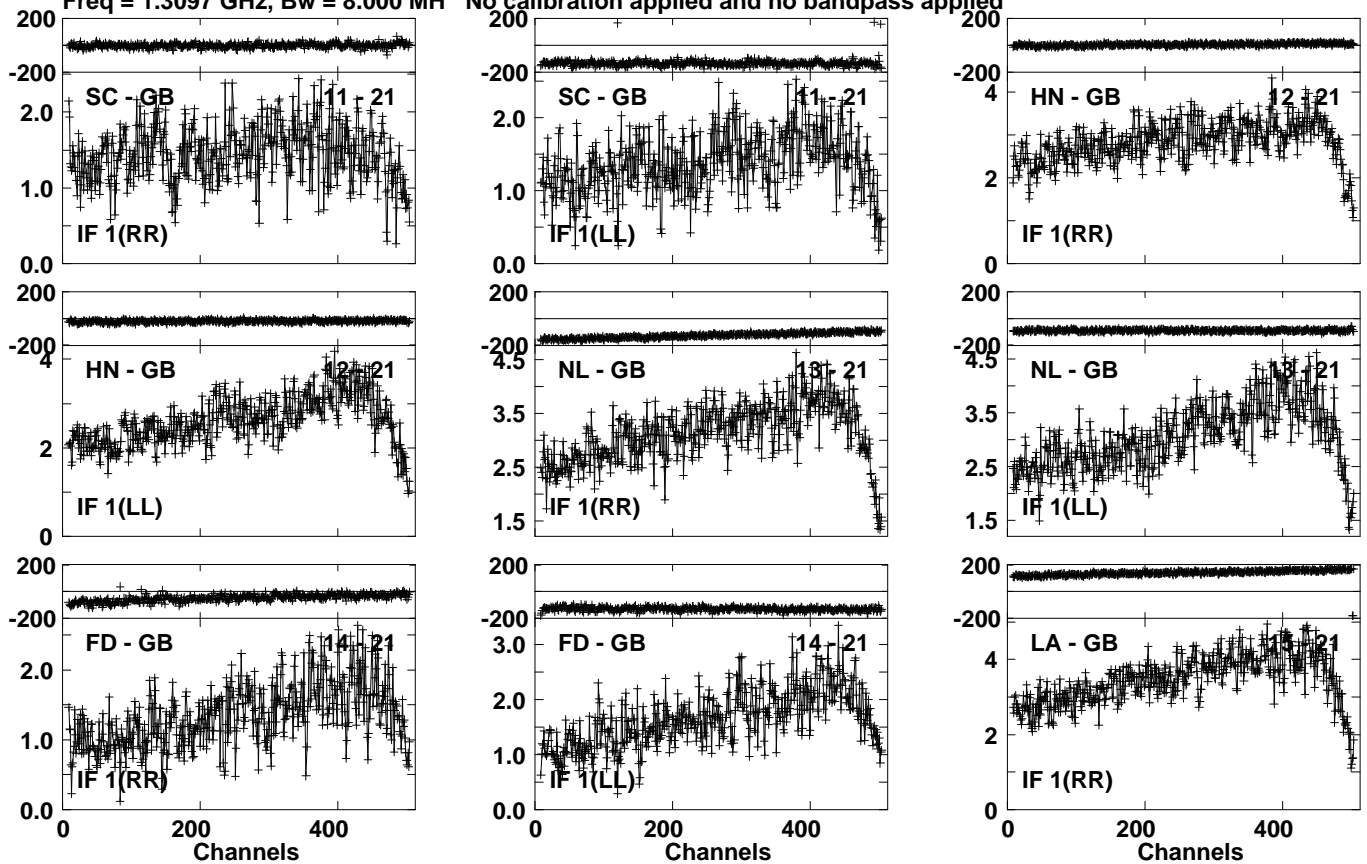 Freq = 1.3097 GHz, Bw = 8.000 MH No calibration applied and no bandpass applied
200
-200
2.0
1.0
0.0
SC - GB 11 - 21
IF 1(RR)
200
-200
2.0
1.0
0.0
SC - GB 11 - 21
IF 1(LL)
200
-200
4
2
0
HN - GB 12 - 21
IF 1(RR)
200
-200
4
2
0
HN - GB 12 - 21
IF 1(LL)
200
-200
4.5
3.5
2.5
1.5
NL - GB 13 - 21
IF 1(RR)
200
-200
4.5
3.5
2.5
1.5
NL - GB 13 - 21
IF 1(LL)
200
-200
2.0
1.0
0.0
FD - GB 14 - 21
IF 1(RR)
0 200 400
Channels
200
-200
3.0
2.0
1.0
0.0
FD - GB 14 - 21
IF 1(LL)
0 200 400
Channels
200
-200
4
2
0
LA - GB 15 - 21
IF 1(RR)
0 200 400
Channels